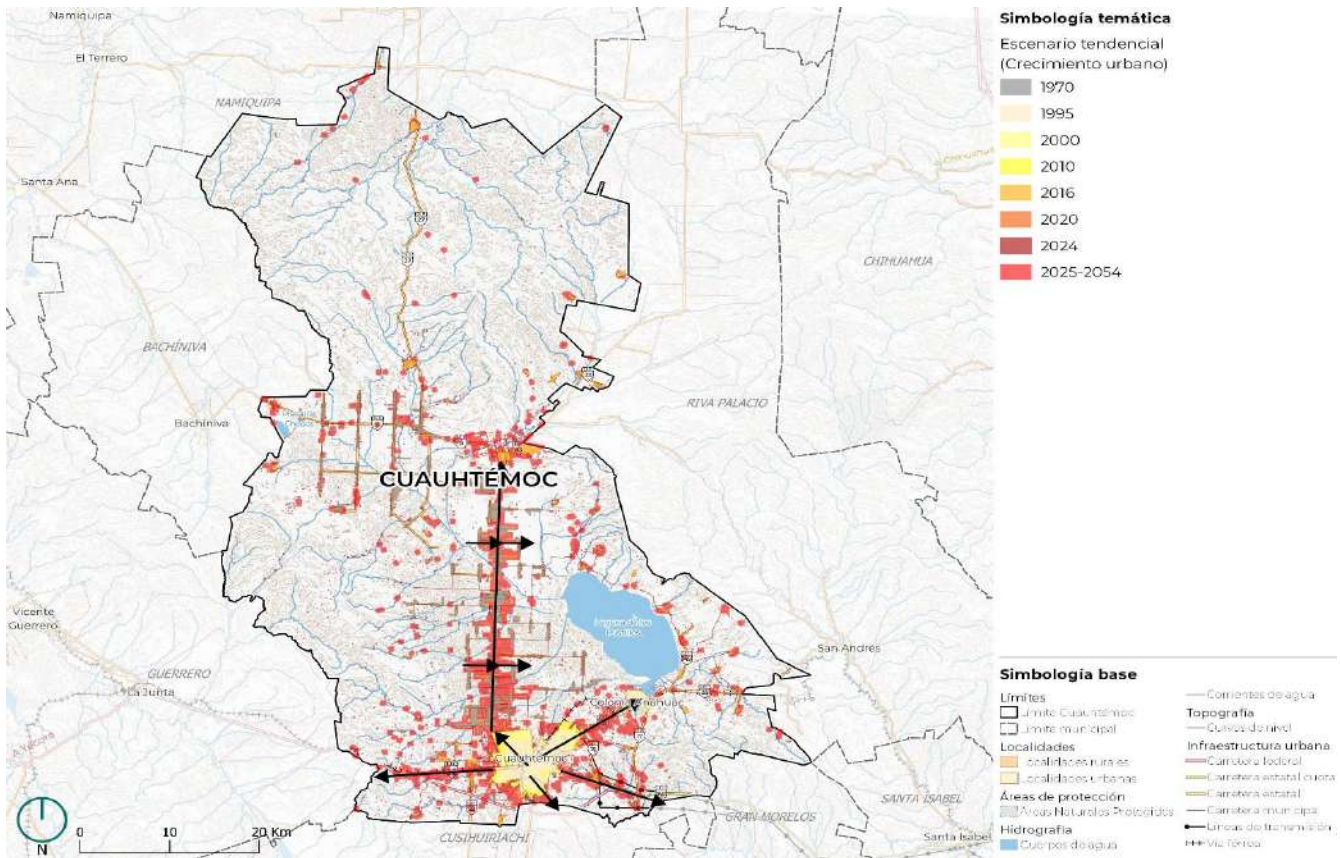 Namiquipa
El Terrero
NAMIQUIPA
Santa Ana
CHIHUAHUA
BACHÍNIVA
Bachíniva
RIVA PALACIO
CUAUHTÉMOC
Vicente
Guerrero
GUERRERO
La Junta
San Andrés
Colonia Anáhuac
Cuauhtémoc
SANTA ISABEL
GRAN MORELOS
Santa Isabel
CUSIHUIRIACHI
N
0 10 20 Km
Simbología temática
Escenario tendencial
(Crecimiento urbano)
1970
1995
2000
2010
2016
2020
2024
2025-2054
Simbología base
Límites
Límite Cuauhtémoc
Límite municipal
Localidades
Localidades rurales
Localidades urbanas
Áreas de protección
Áreas Naturales Protegidas
Hidrografía
Cuerpos de agua
Corrientes de agua
Topografía
Curvas de nivel
Infraestructura urbana
Carretera federal
Carretera estatal cuota
Carretera estatal
Carretera municipal
Líneas de transmisión
Vía férrea